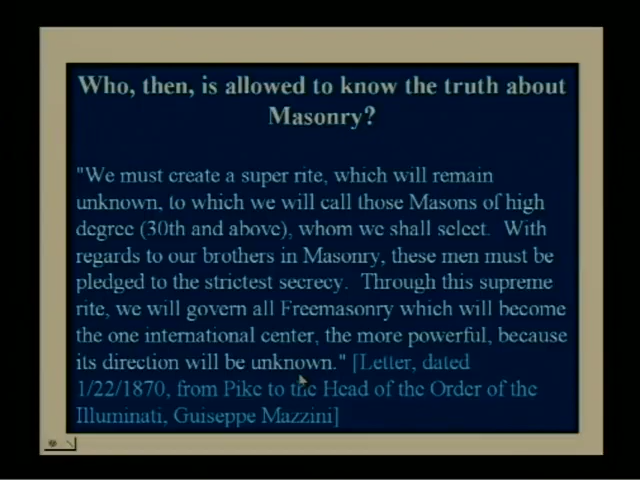 Who, then, is allowed to know the truth about
Masonry?
"We must create a super rite, which will remain
unknown, to which we will call those Masons of high
degree (30th and above), whom we shall select. With
regards to our brothers in Masonry, these men must be
pledged to the strictest secrecy. Through this supreme
rite, we will govern all Freemasonry which will become
the one international center, the more powerful, because
its direction will be unknown." [Letter, dated
1/22/1870, from Pike to the Head of the Order of the
Illuminati, Guiseppe Mazzini]